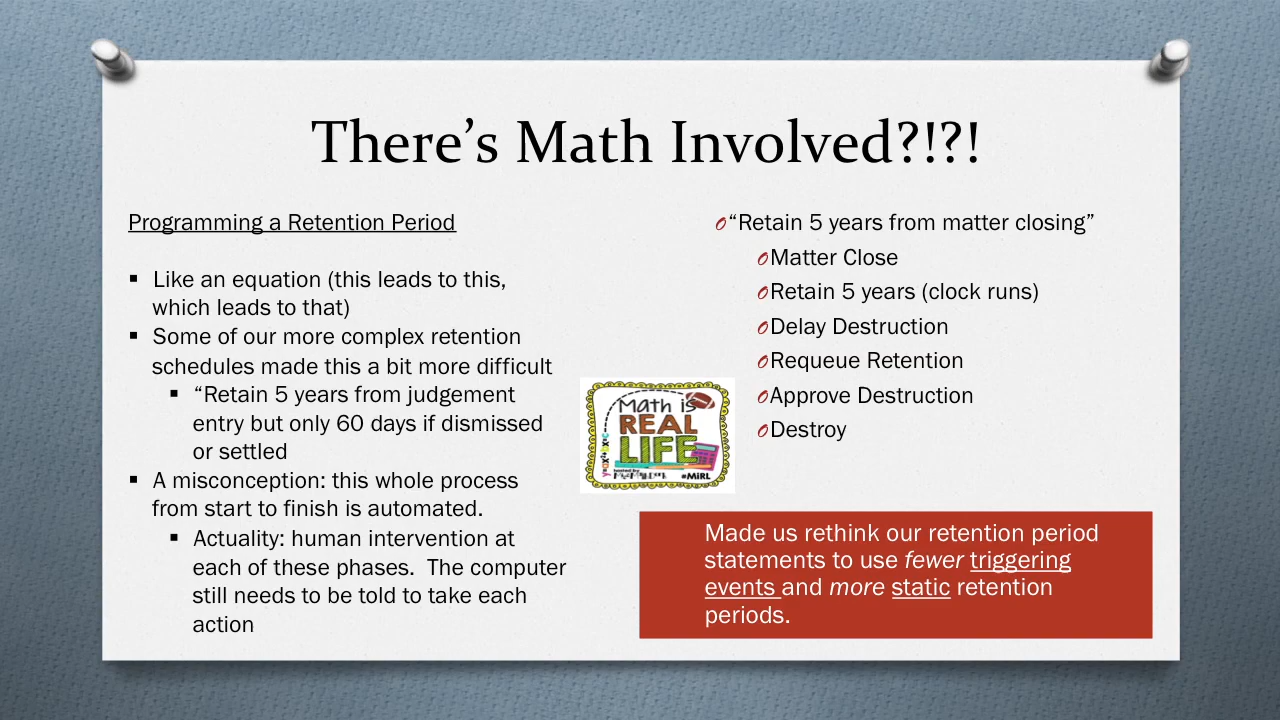 There’s Math Involved?!?!
Programming a Retention Period
▪ Like an equation (this leads to this,
which leads to that)
▪ Some of our more complex retention
schedules made this a bit more difficult
▪ “Retain 5 years from judgement
entry but only 60 days if dismissed
or settled
▪ A misconception: this whole process
from start to finish is automated.
▪ Actuality: human intervention at
each of these phases.  The computer
still needs to be told to take each
action
Math is
REAL
LIFE
hosted by
#MIRL
“Retain 5 years from matter closing”
Matter Close
Retain 5 years (clock runs)
Delay Destruction
Requeue Retention
Approve Destruction
Destroy
Made us rethink our retention period
statements to use fewer triggering
events and more static retention
periods.